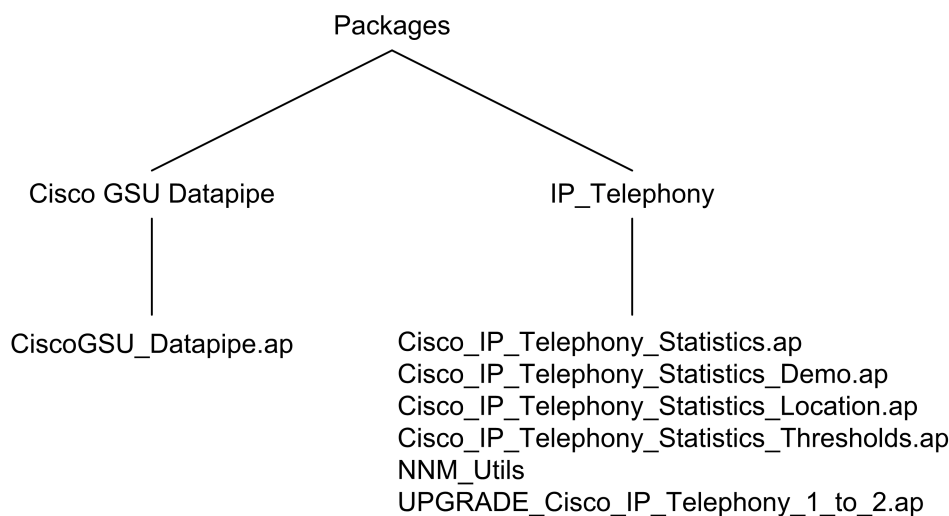 Packages
Cisco GSU Datapipe
IP_Telephony
CiscoGSU_Datapipe.ap
Cisco_IP_Telephony_Statistics.ap
Cisco_IP_Telephony_Statistics_Demo.ap
Cisco_IP_Telephony_Statistics_Location.ap
Cisco_IP_Telephony_Statistics_Thresholds.ap
NNM_Utils
UPGRADE_Cisco_IP_Telephony_1_to_2.ap